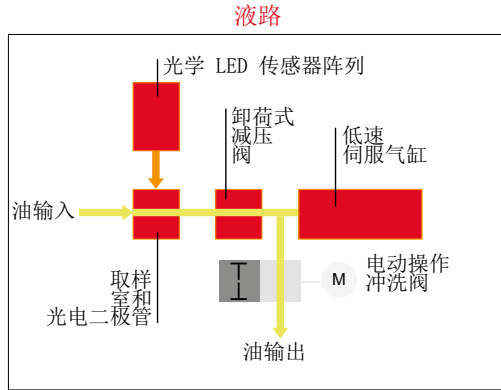 液路
光学 LED 传感器阵列
卸荷式
减压
阀
低速
伺服气缸
油输入
取样
室和
光电二极管
M
电动操作
冲洗阀
油输出